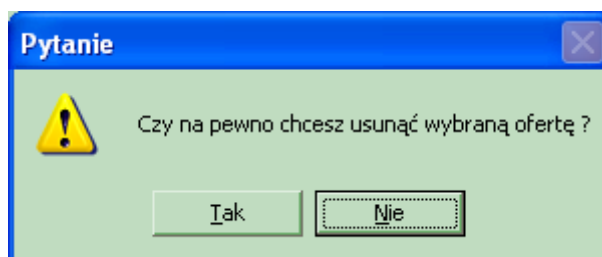 Pytanie
Czy na pewno chcesz usunąć wybraną ofertę ?
Tak
Nie